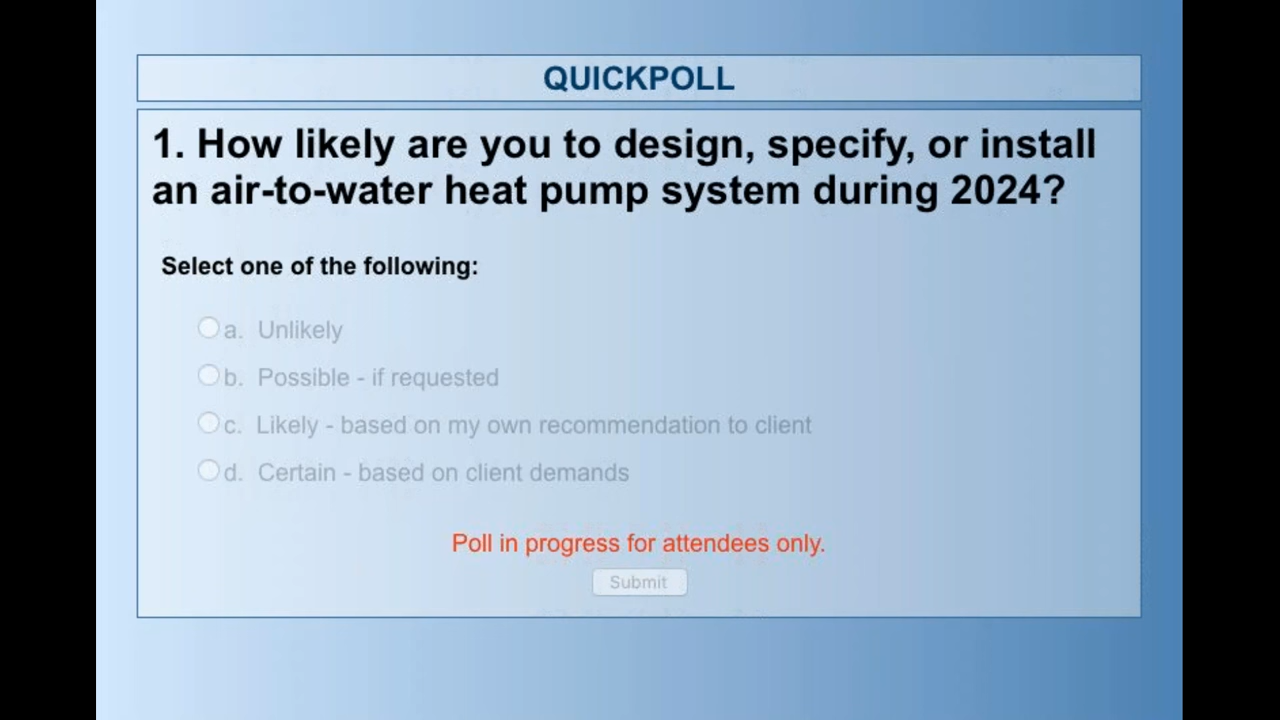 QUICKPOLL
1. How likely are you to design, specify, or install
an air-to-water heat pump system during 2024?
Select one of the following:
a. Unlikely
b. Possible - if requested
c. Likely - based on my own recommendation to client
d. Certain - based on client demands
Poll in progress for attendees only.
Submit